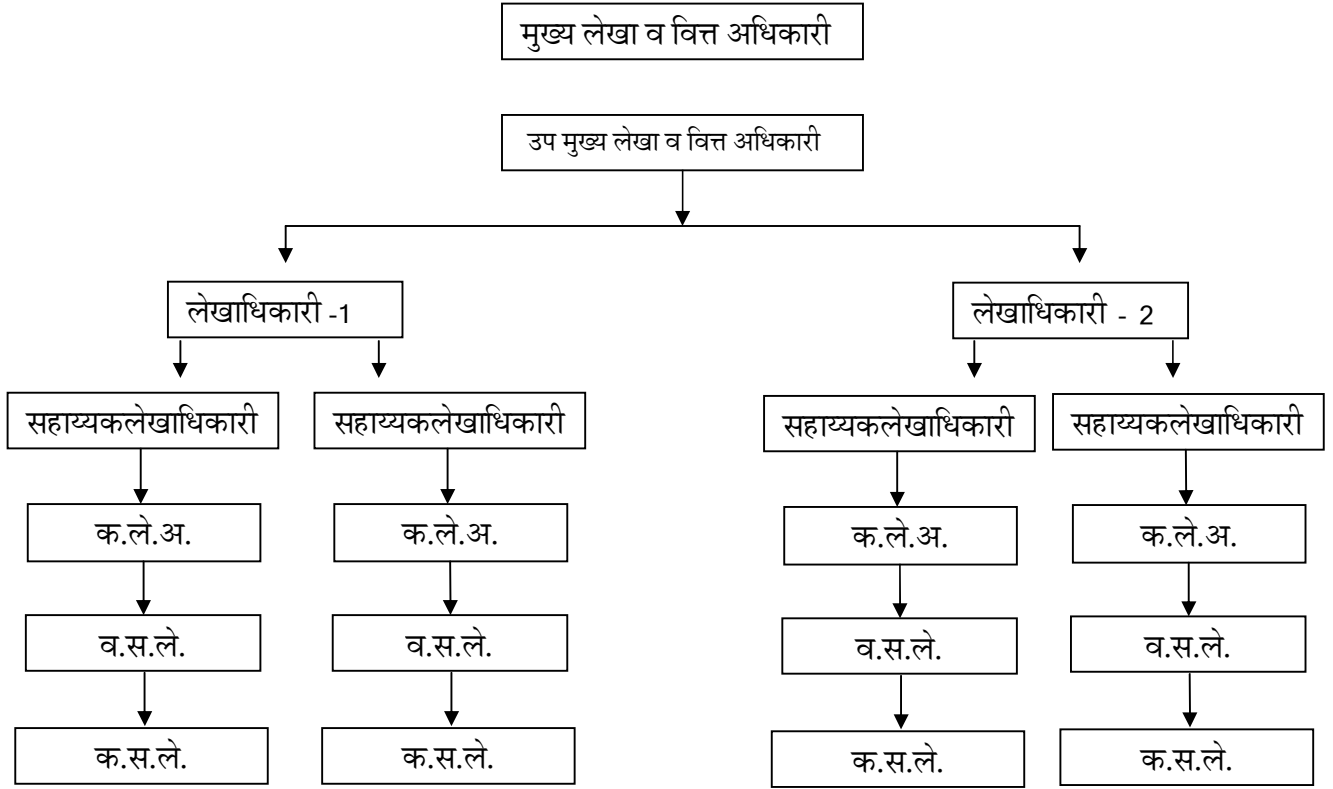 मुख्य लेखा व वित्त अधिकारी
उप मुख्य लेखा व वित्त अधिकारी
लेखाधिकारी -1
लेखाधिकारी - 2
सहाय्यकलेखाधिकारी
सहाय्यकलेखाधिकारी
सहाय्यकलेखाधिकारी
सहाय्यकलेखाधिकारी
क.ले.अ.
क.ले.अ.
क.ले.अ.
क.ले.अ.
व.स.ले.
व.स.ले.
व.स.ले.
व.स.ले.
क.स.ले.
क.स.ले.
क.स.ले.
क.स.ले.